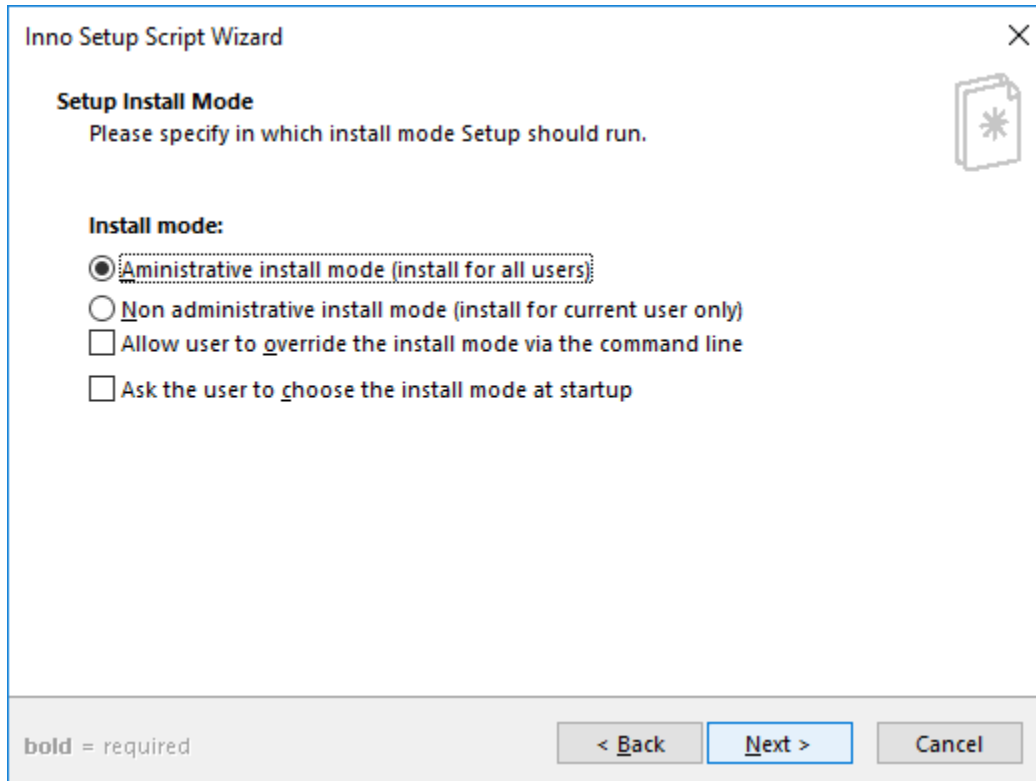 Inno Setup Script Wizard
Setup Install Mode
Please specify in which install mode Setup should run.
Install mode:
Aministrative install mode (install for all users)
Non administrative install mode (install for current user only)
Allow user to override the install mode via the command line
Ask the user to choose the install mode at startup
bold = required
< Back
Next >
Cancel